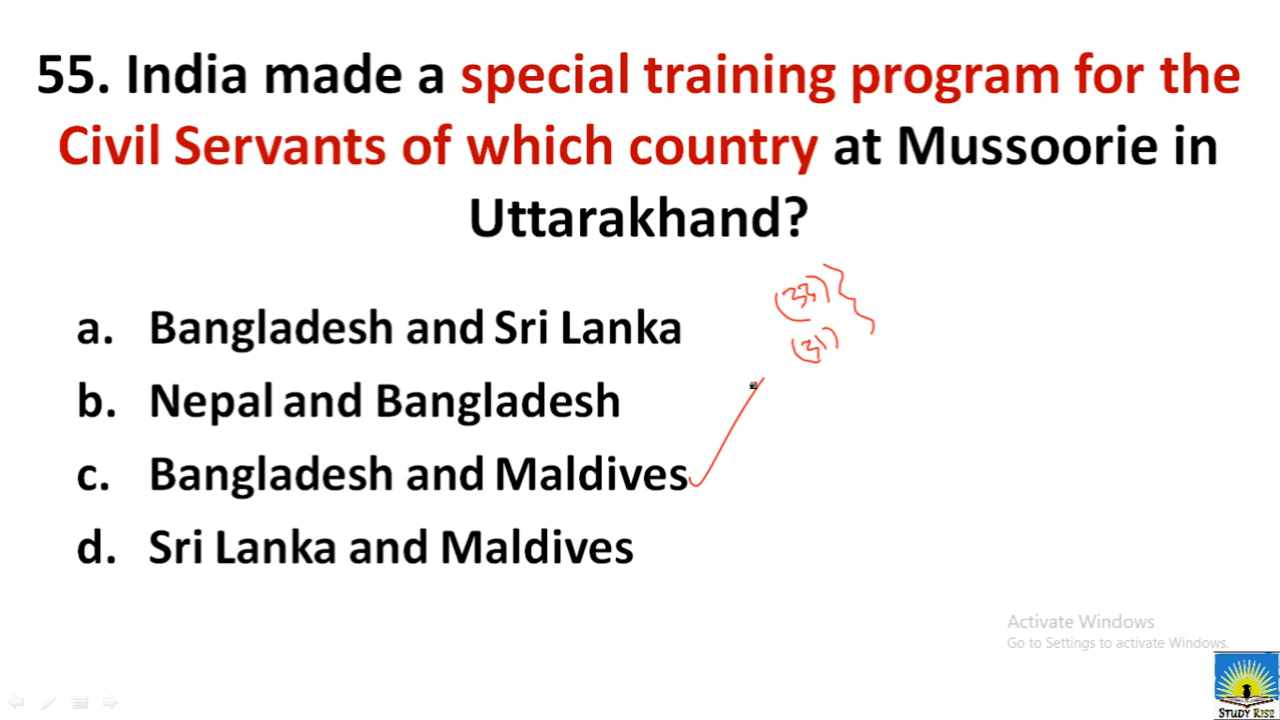 55. India made a special training program for the
Civil Servants of which country at Mussoorie in
Uttarakhand?
(33)
(31)
a. Bangladesh and Sri Lanka
b. Nepal and Bangladesh
c. Bangladesh and Maldives
d. Sri Lanka and Maldives
Activate Windows
Go to Settings to activate Windows.
STUDY RISE